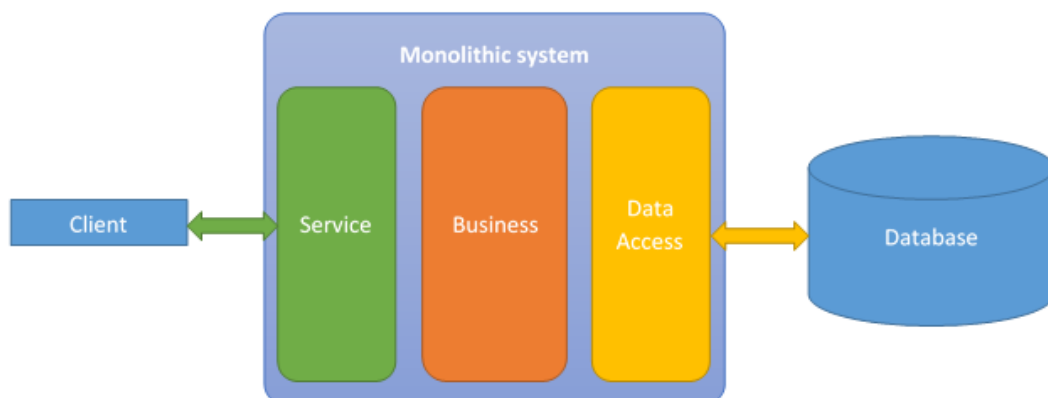 Monolithic system
Client
Service
Business
Data
Access
Database